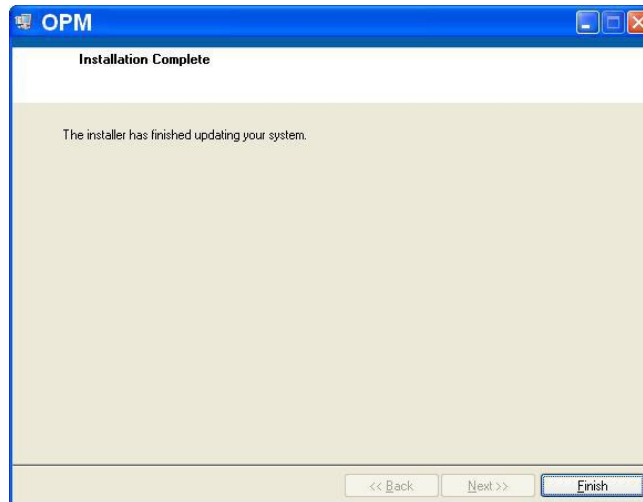 OPM
Installation Complete
The installer has finished updating your system.
<< Back Next >> Finish